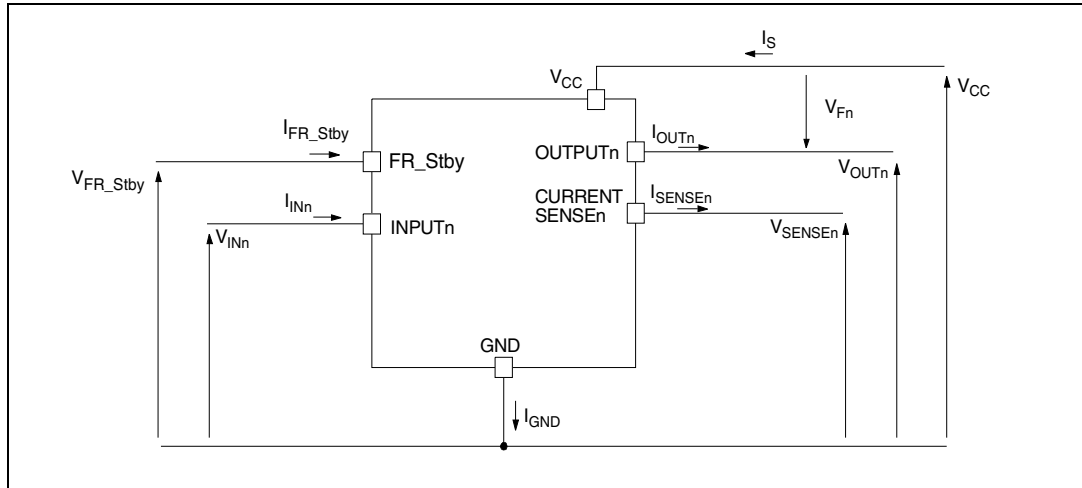 I_S
V_CC
V_CC
V_Fn
I_FR_Stby
I_OUTn
FR_Stby
OUTPUTn
V_FR_Stby
V_OUTn
I_INn
CURRENT
SENSEn
I_SENSEn
INPUTn
V_INn
V_SENSEn
GND
I_GND